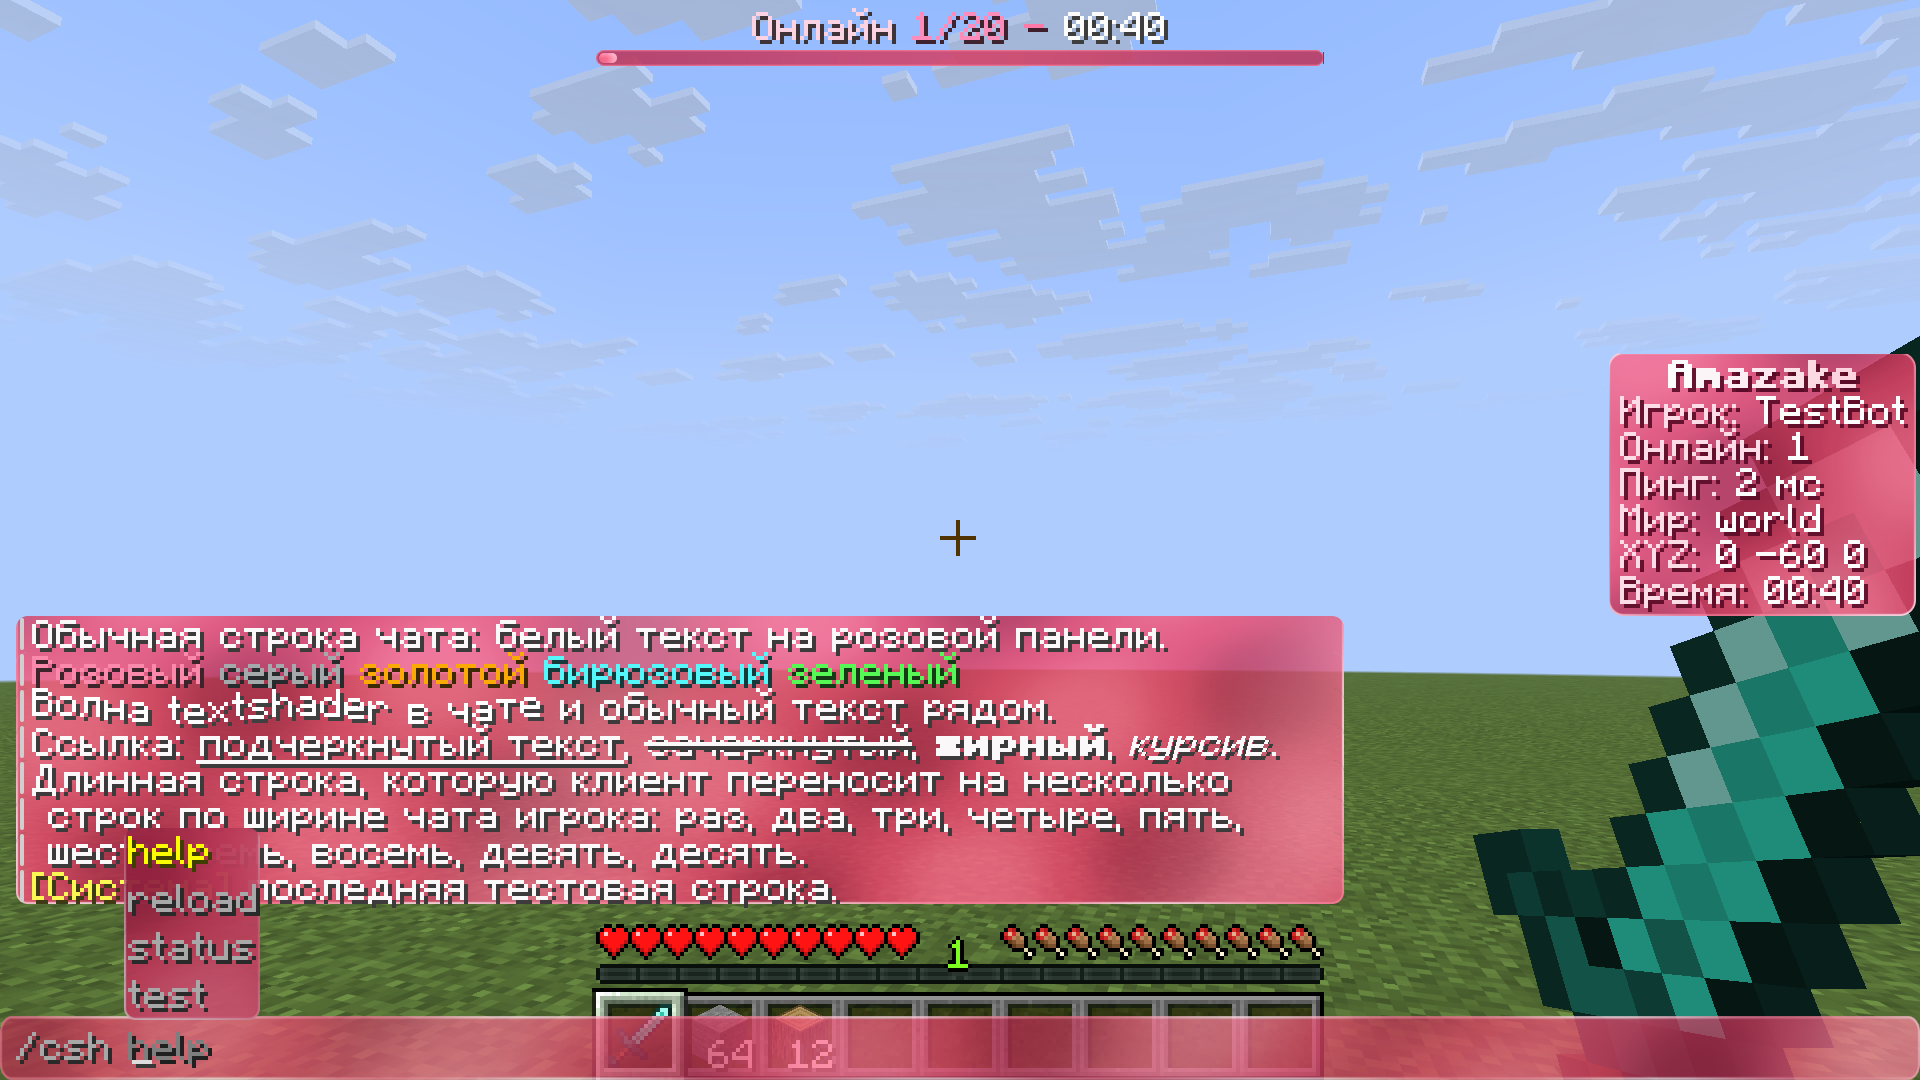 Онлайн 1/20 - 00:40
Amazake
Игрок: TestBot
Онлайн: 1
Пинг: 2 мс
Мир: world
XYZ: 0 -60 0
Время: 00:40
Обычная строка чата: белый текст на розовой панели.
Розовый серый золотой бирюзовый зеленый
Волна textshader в чате и обычный текст рядом.
Ссылка: подчеркнутый текст, зачеркнутый, жирный, курсив.
Длинная строка, которую клиент переносит на несколько
строк по ширине чата игрока: раз, два, три, четыре, пять,
восемь, девять, десять.
последняя тестовая строка.
help
reload
status
test
1
64 12
/csh help